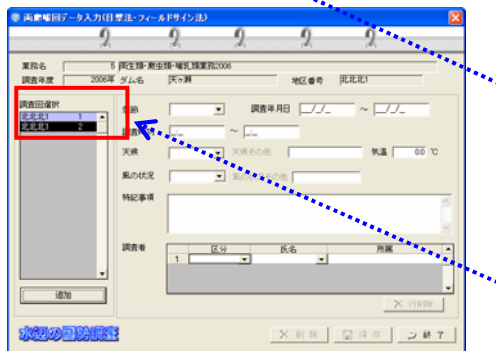 両爬哺回データ入力(目撃法・フィールドサイン法)
業務名 5 両生類・爬虫類・哺乳類業務2006
調査年度 2006年 ダム名 天ヶ瀬 地区番号 北北北1
調査回選択
北北北1 1
北北北1 2
調査年月日 _/_/_ ～ _/_/_
_:_ ～ _:_
天候 天候その他 気温 0.0 ℃
風の状況
特記事項
調査者 区分 氏名 所属
1
追加
行削除
水辺の国勢調査
削除 保存 終了